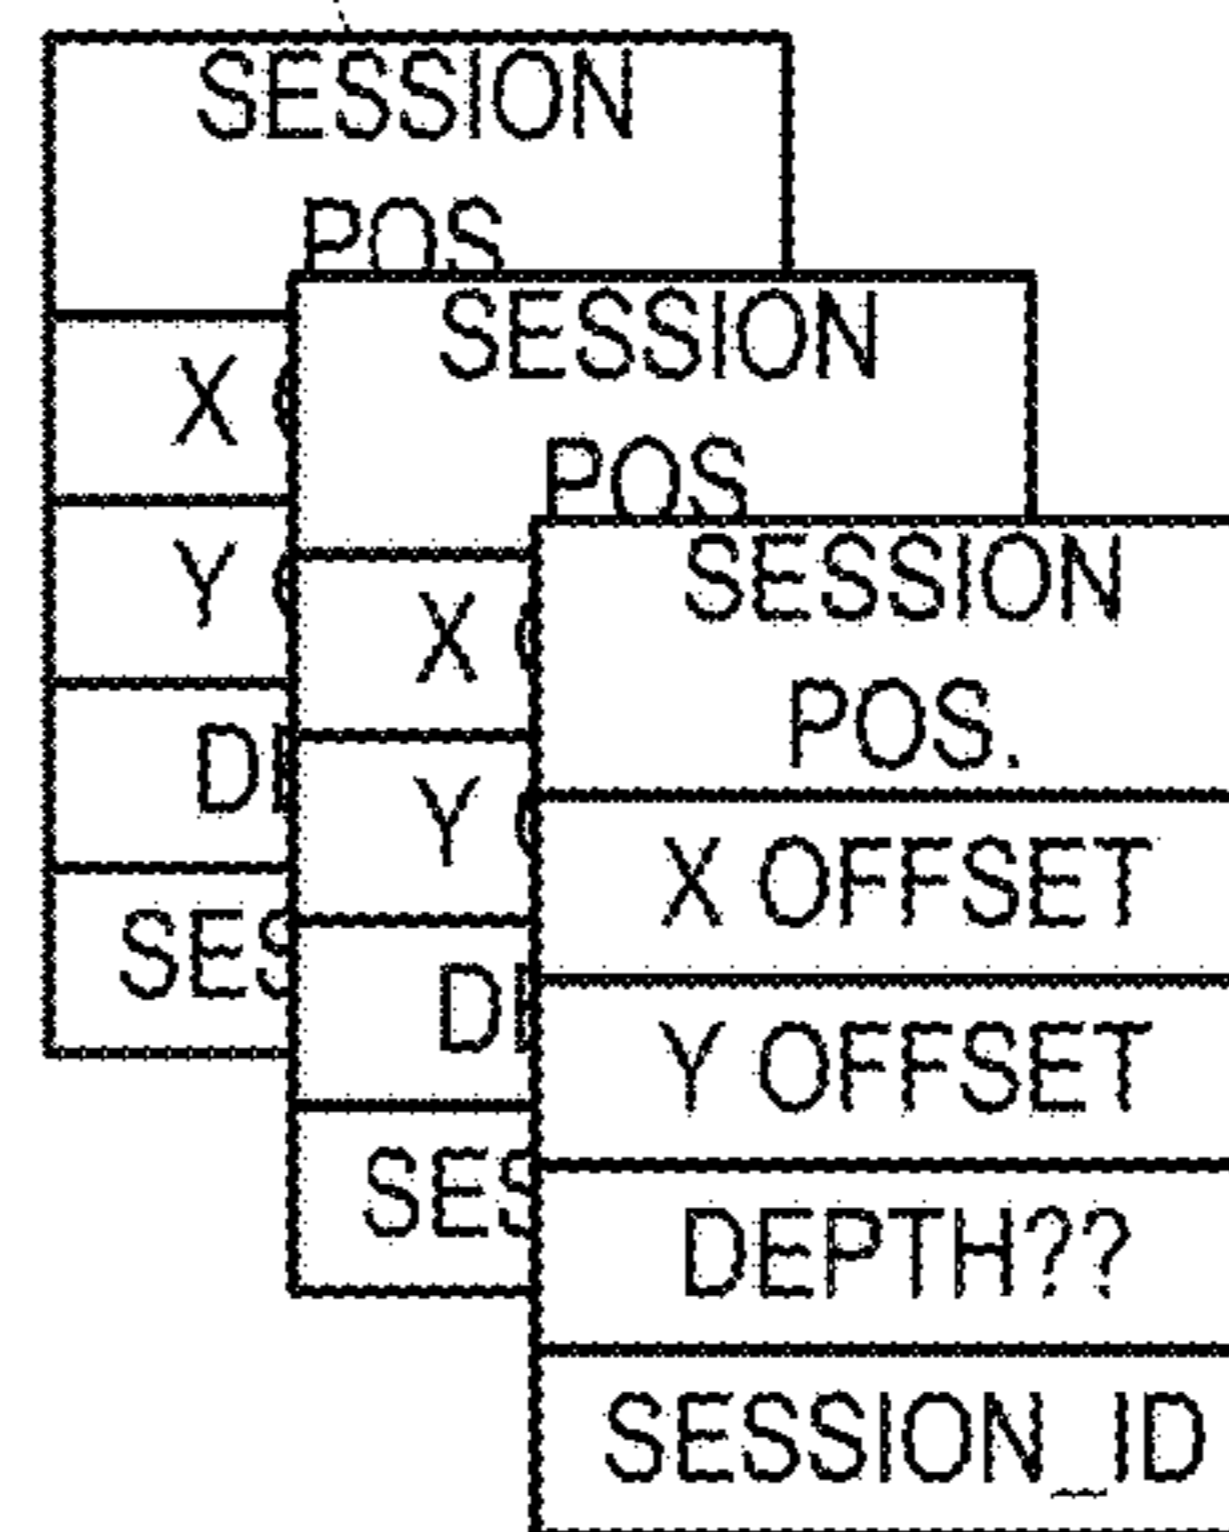 SESSION
POS
X
Y
SESSION
POS
X
Y
SESSION
POS.
X OFFSET
Y OFFSET
DEPTH??
SESSION_ID